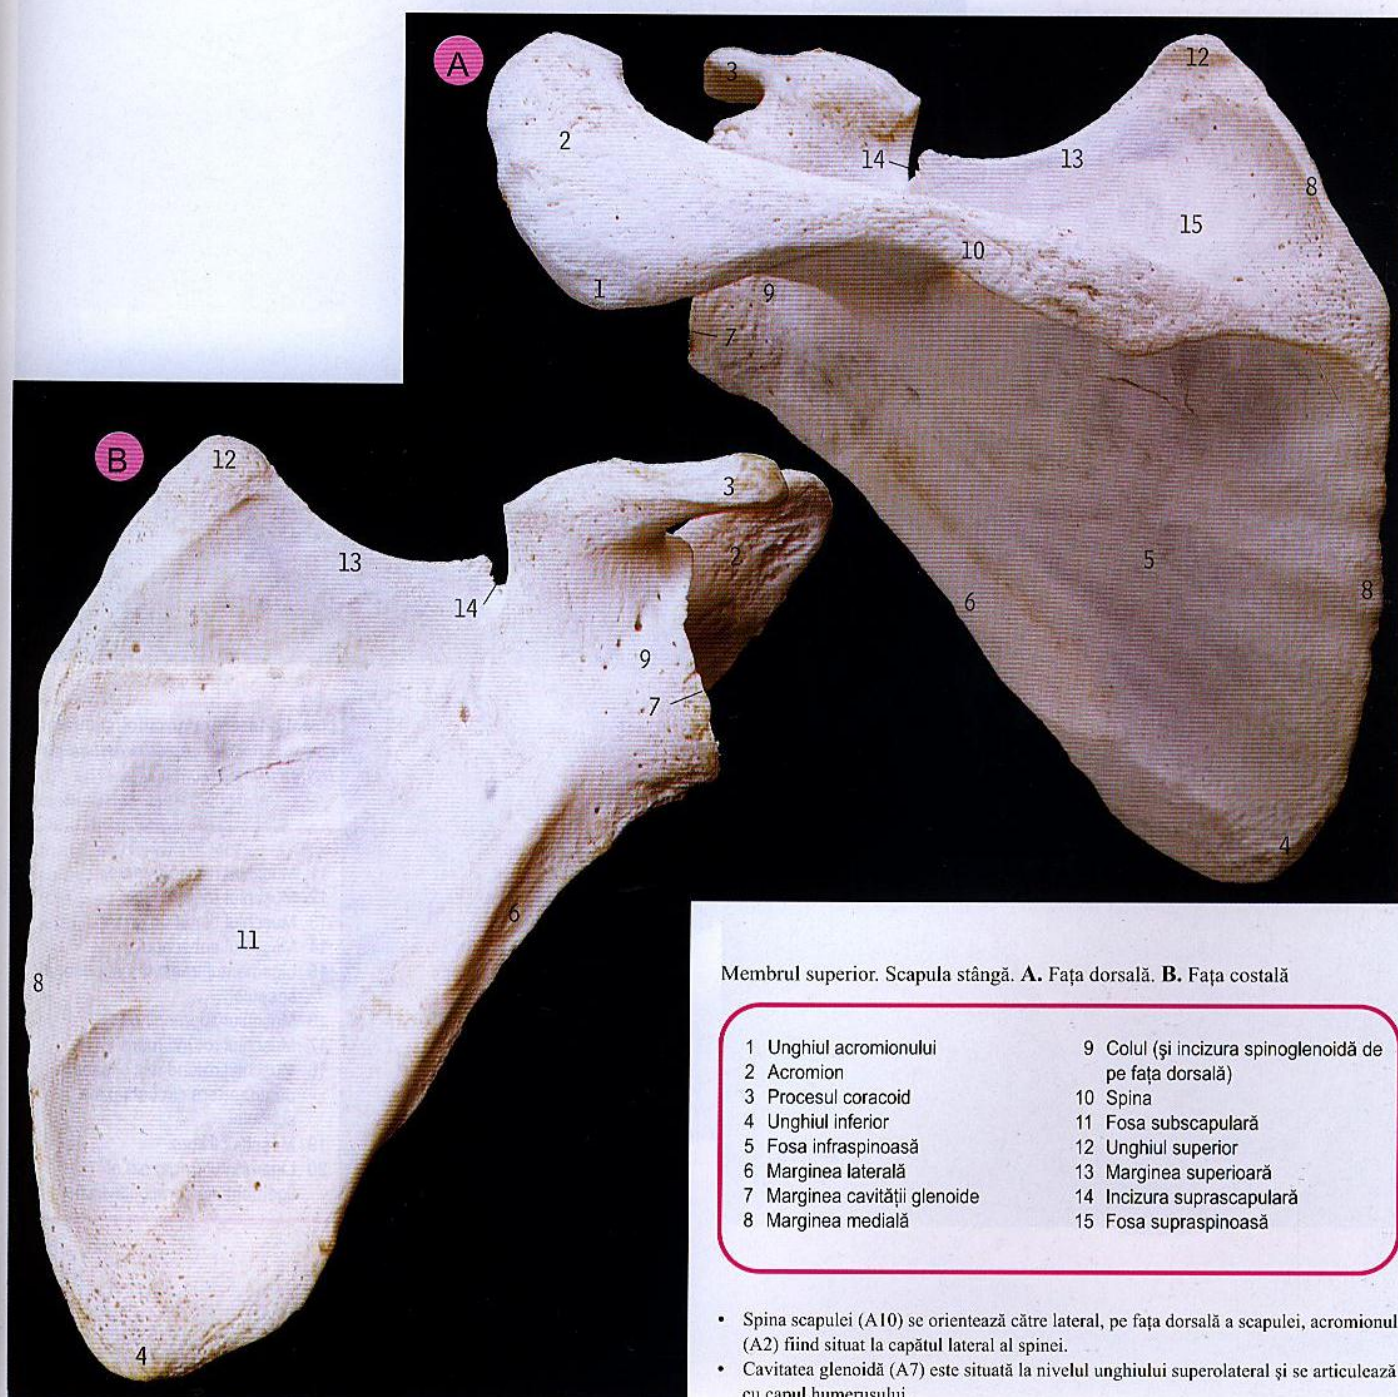 A
3
12
2
14
13
8
15
10
1
9
7
B
12
3
13
2
5
14
6
8
9
7
4
6
11
8
4
Membrul superior. Scapula stângă. A. Fața dorsală. B. Fața costală
1 Unghiul acromionului
2 Acromion
3 Procesul coracoid
4 Unghiul inferior
5 Fosa infraspinoasă
6 Marginea laterală
7 Marginea cavității glenoide
8 Marginea medială
9 Colul (și incizura spinoglenoidă de
pe fața dorsală)
10 Spina
11 Fosa subscapulară
12 Unghiul superior
13 Marginea superioară
14 Incizura suprascapulară
15 Fosa supraspinoasă
• Spina scapulei (A10) se orientează către lateral, pe fața dorsală a scapulei, acromionul
(A2) fiind situat la capătul lateral al spinei.
• Cavitatea glenoidă (A7) este situată la nivelul unghiului superolateral și se articulează
cu capul humerusului.